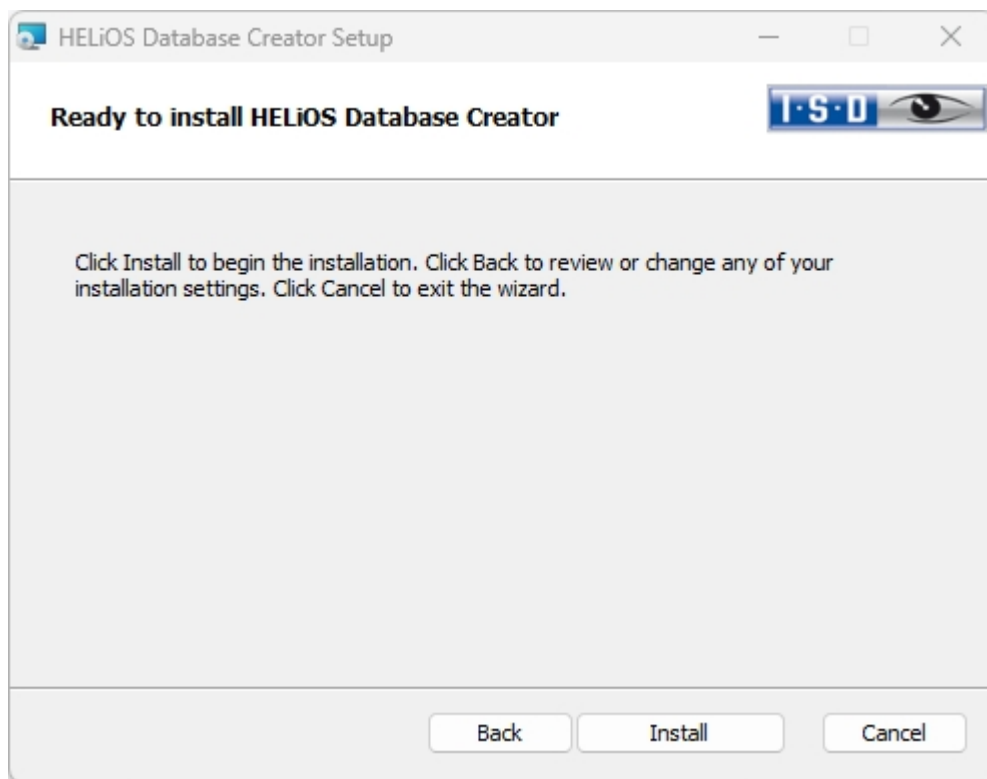 HELiOS Database Creator Setup
Ready to install HELiOS Database Creator
I·S·D
Click Install to begin the installation. Click Back to review or change any of your
installation settings. Click Cancel to exit the wizard.
Back
Install
Cancel